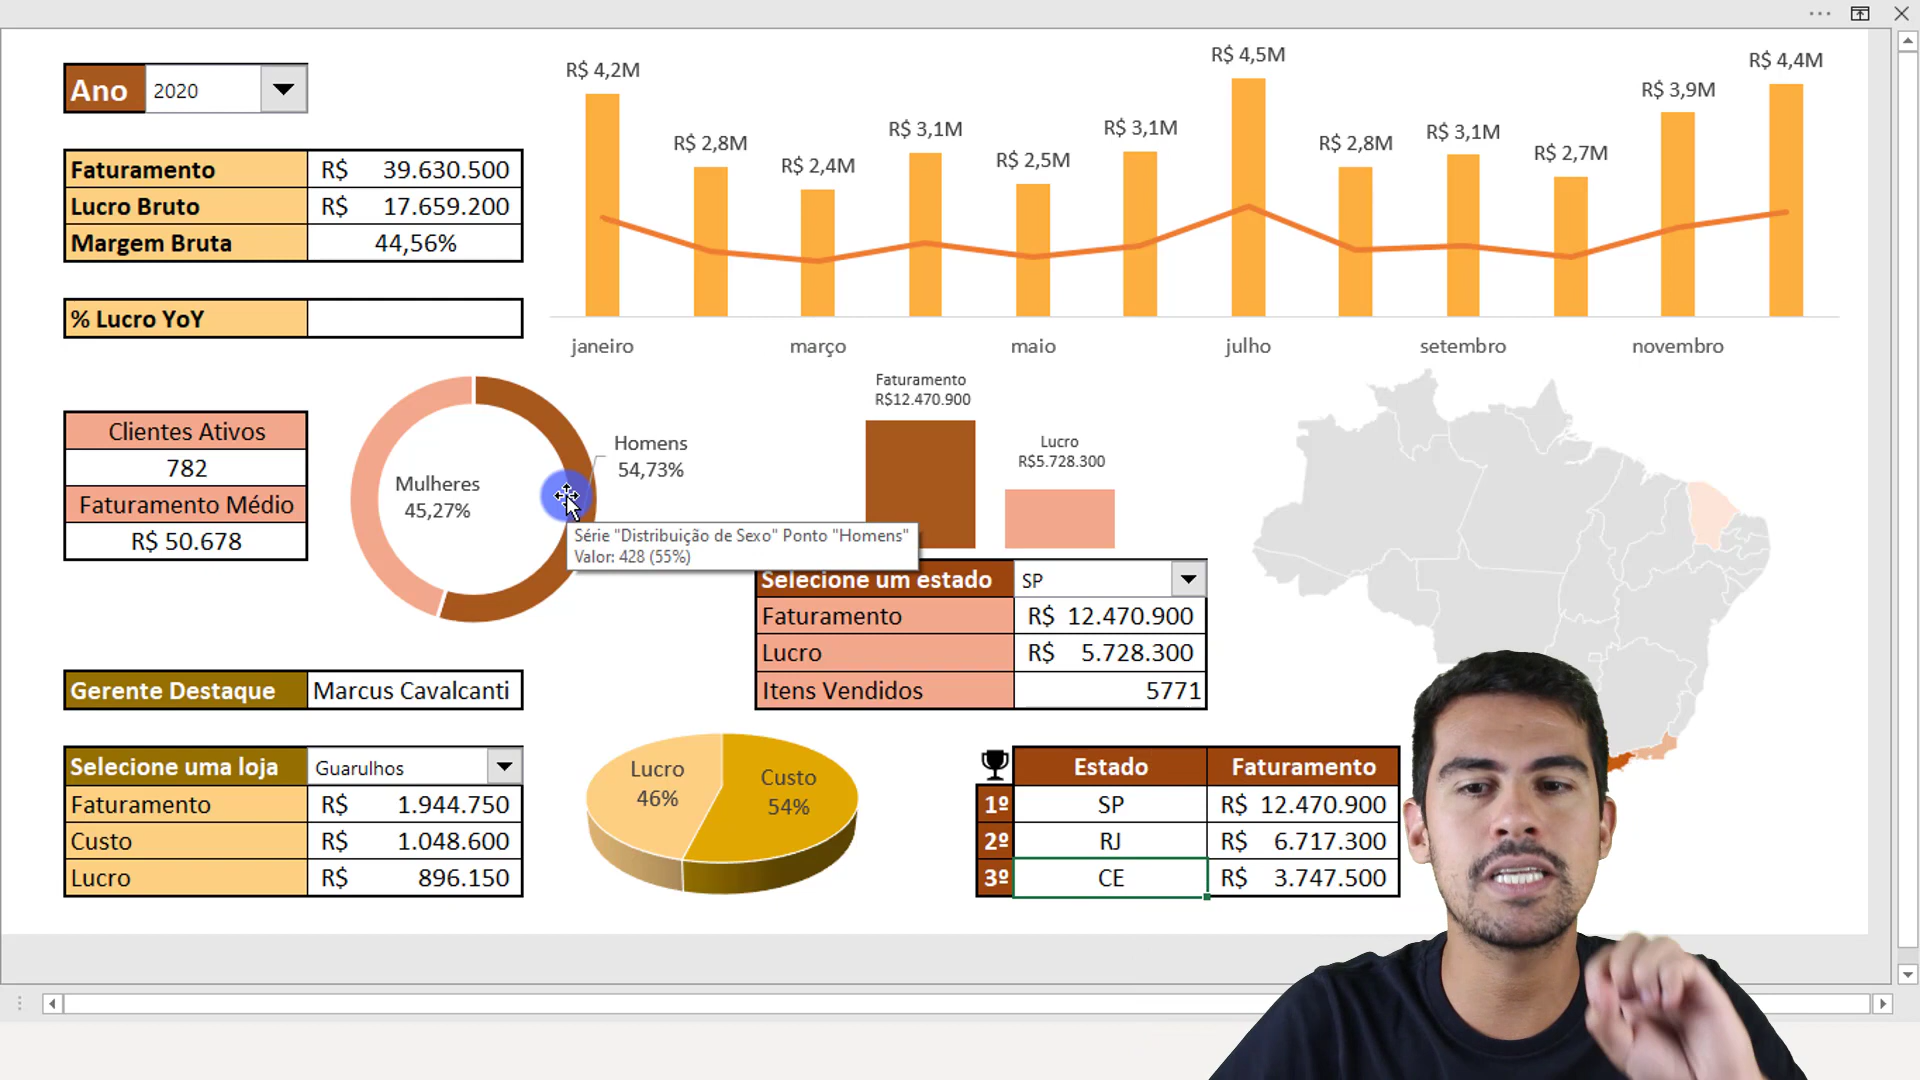 Ano 2020
Faturamento R$ 39.630.500
Lucro Bruto R$ 17.659.200
Margem Bruta 44,56%
% Lucro YoY
R$ 4,2M
R$ 2,8M
R$ 2,4M
R$ 3,1M
R$ 2,5M
R$ 3,1M
R$ 4,5M
R$ 2,8M
R$ 3,1M
R$ 2,7M
R$ 3,9M
R$ 4,4M
janeiro março maio julho setembro novembro
Clientes Ativos
782
Faturamento Médio
R$ 50.678
Mulheres
45,27%
Homens
54,73%
Série "Distribuição de Sexo" Ponto "Homens"
Valor: 428 (55%)
Faturamento
R$12.470.900
Lucro
R$5.728.300
Selecione um estado SP
Faturamento R$ 12.470.900
Lucro R$ 5.728.300
Itens Vendidos 5771
Gerente Destaque Marcus Cavalcanti
Selecione uma loja Guarulhos
Faturamento R$ 1.944.750
Custo R$ 1.048.600
Lucro R$ 896.150
Lucro
46%
Custo
54%
Estado Faturamento
1º SP R$ 12.470.900
2º RJ R$ 6.717.300
3º CE R$ 3.747.500